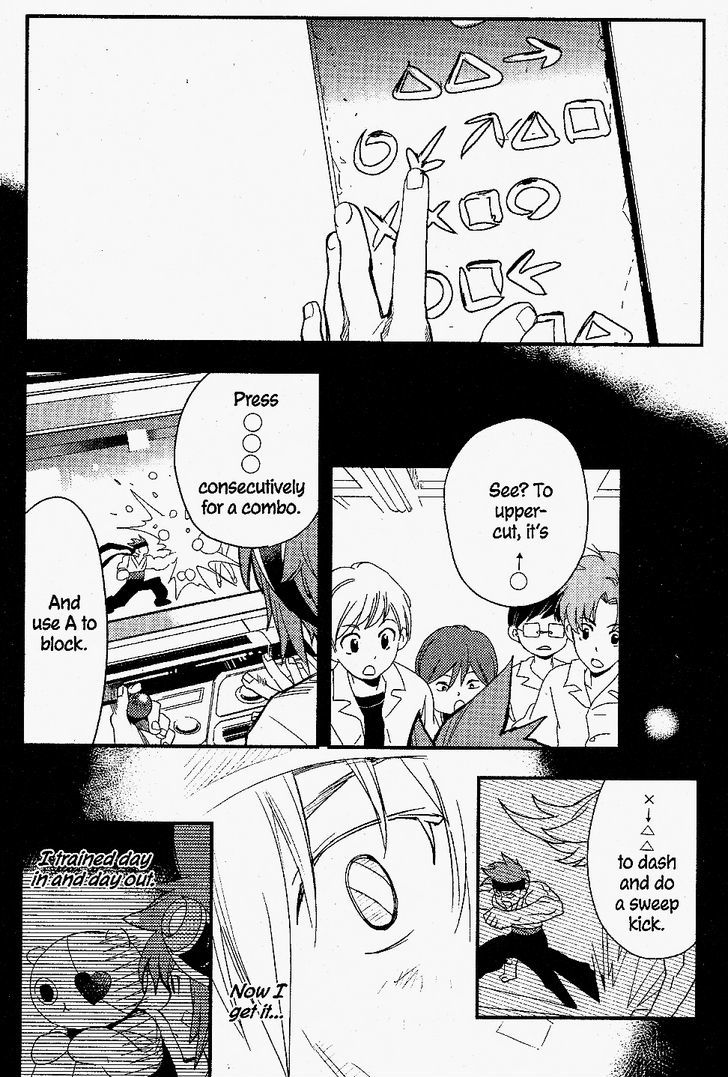 △ △ →
○ ↙ ↗ △ □
× × □ ○
○ □ ←
△ △
See? To
upper-
cut, it's
↑
○
Press
○
○
○
consecutively
for a combo.
And
use A to
block.
×
↓
△
△
to dash
and do
a sweep
kick.
Now I
get it...
I trained day
in and day out.